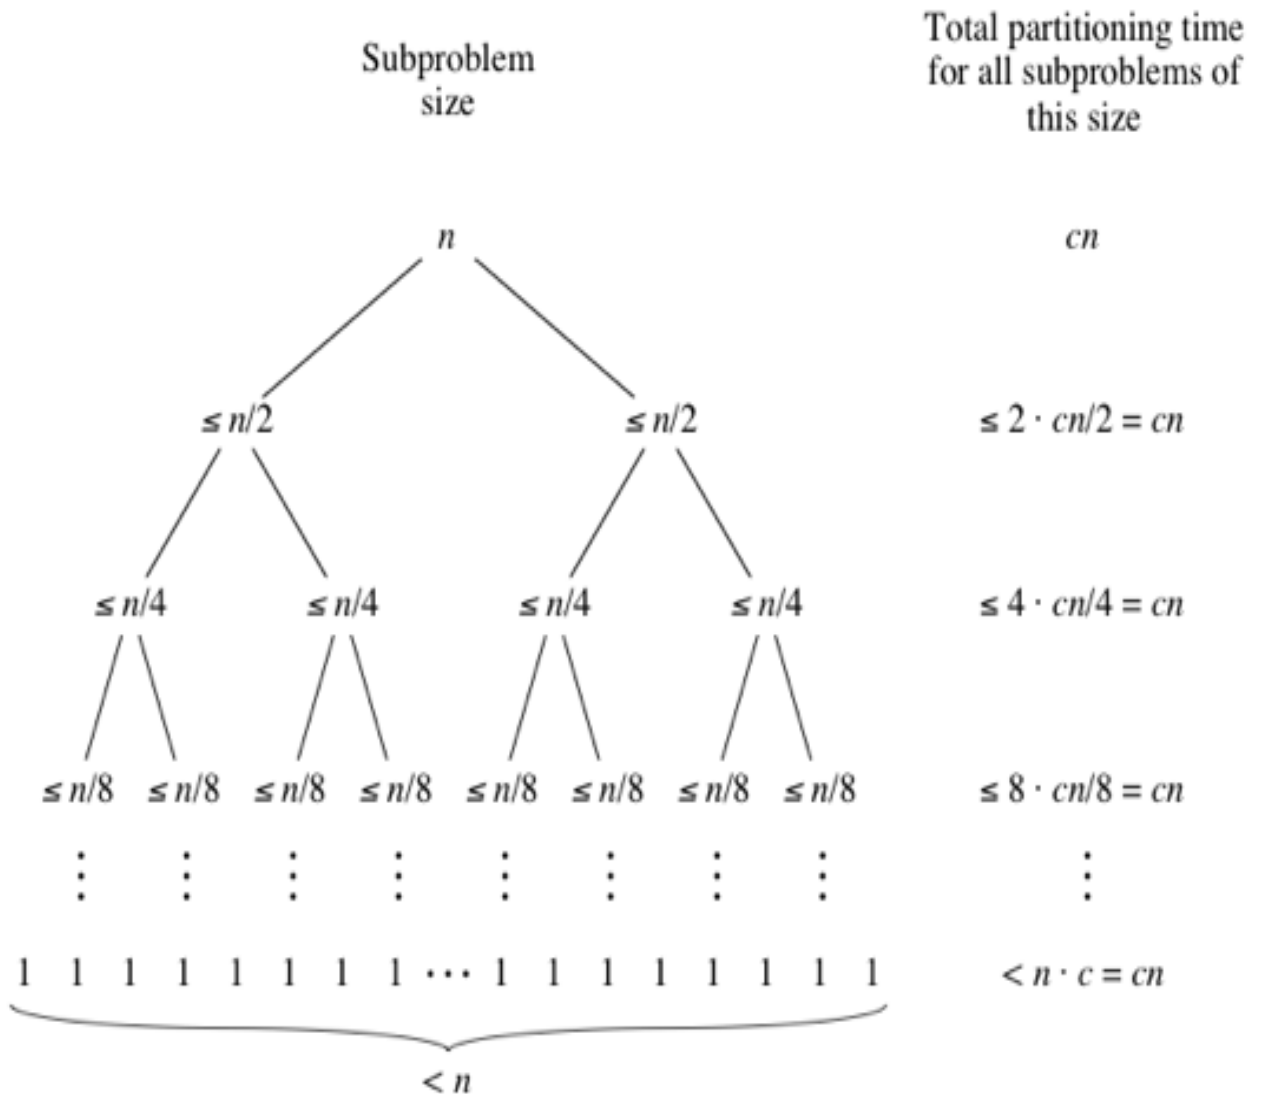 Subproblem
size
Total partitioning time
for all subproblems of
this size
n cn
≤ n/2 ≤ n/2 ≤ 2 · cn/2 = cn
≤ n/4 ≤ n/4 ≤ n/4 ≤ n/4 ≤ 4 · cn/4 = cn
≤ n/8 ≤ n/8 ≤ n/8 ≤ n/8 ≤ n/8 ≤ n/8 ≤ n/8 ≤ n/8 ≤ 8 · cn/8 = cn
⋮ ⋮ ⋮ ⋮ ⋮ ⋮ ⋮ ⋮ ⋮
1 1 1 1 1 1 1 1 ··· 1 1 1 1 1 1 1 1 < n · c = cn
< n